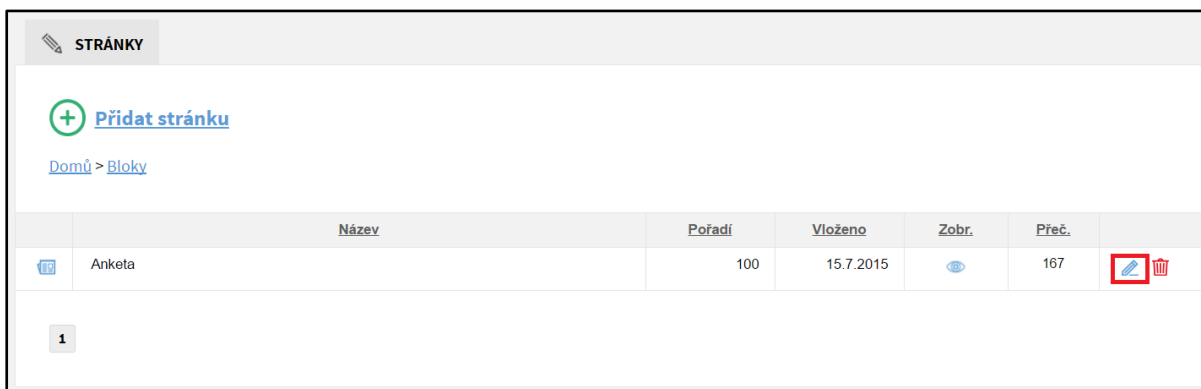 STRÁNKY
Přidat stránku
Domů > Bloky
Název Pořadí Vloženo Zobr. Přeč.
Anketa 100 15.7.2015 167
1